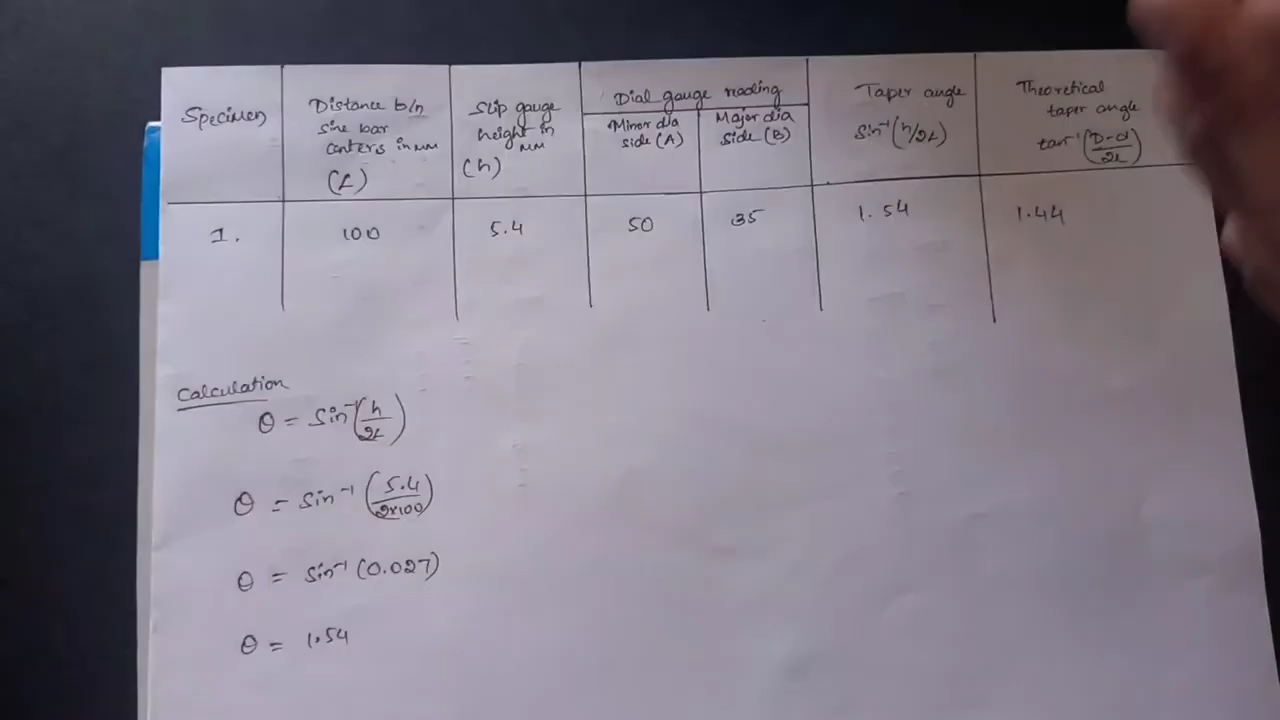 Specimen
Distance b/n
sine bar
centers in MM
(L)
Slip gauge
height in
MM
(h)
Dial gauge reading
Minor dia
side (A)
Major dia
side (B)
Taper angle
sin⁻¹(h/2L)
Theoretical
taper angle
tan⁻¹(D-d/2L)
1.
100
5.4
50
35
1.54
1.44
Calculation
θ = Sin⁻¹(h/2L)
θ = Sin⁻¹(5.4/2×100)
θ = Sin⁻¹(0.027)
θ = 1.54